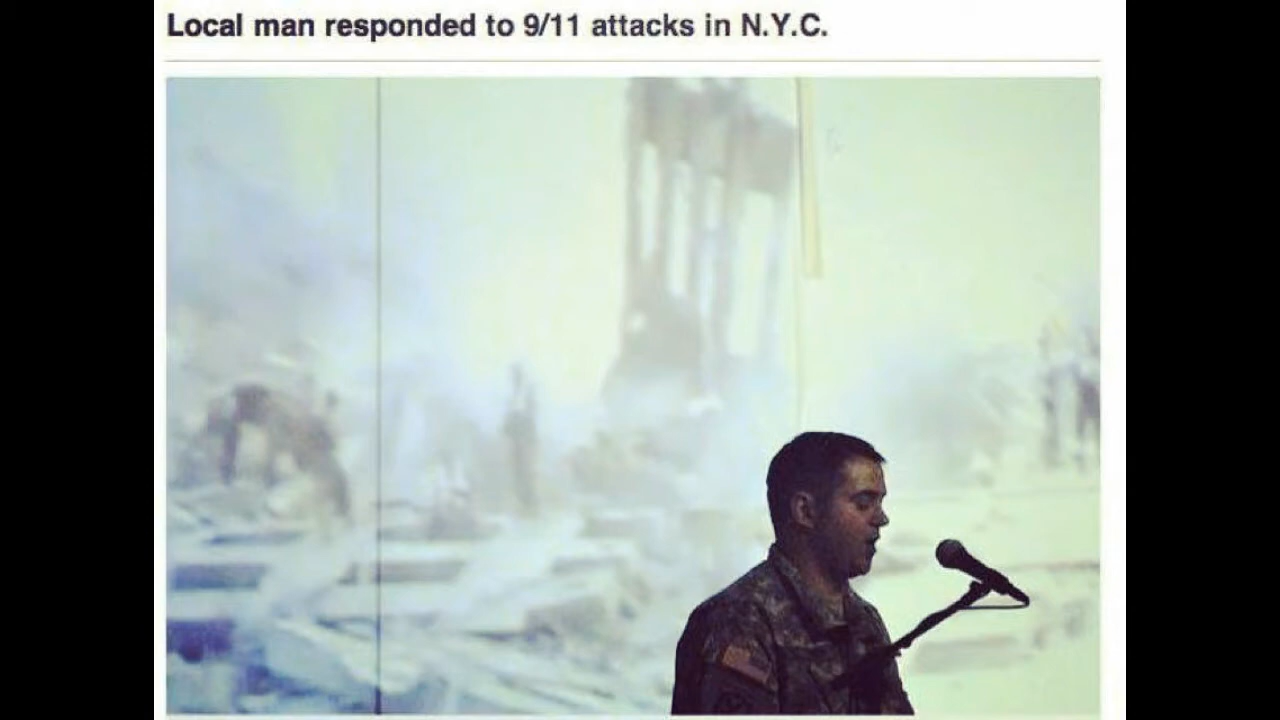 Local man responded to 9/11 attacks in N.Y.C.